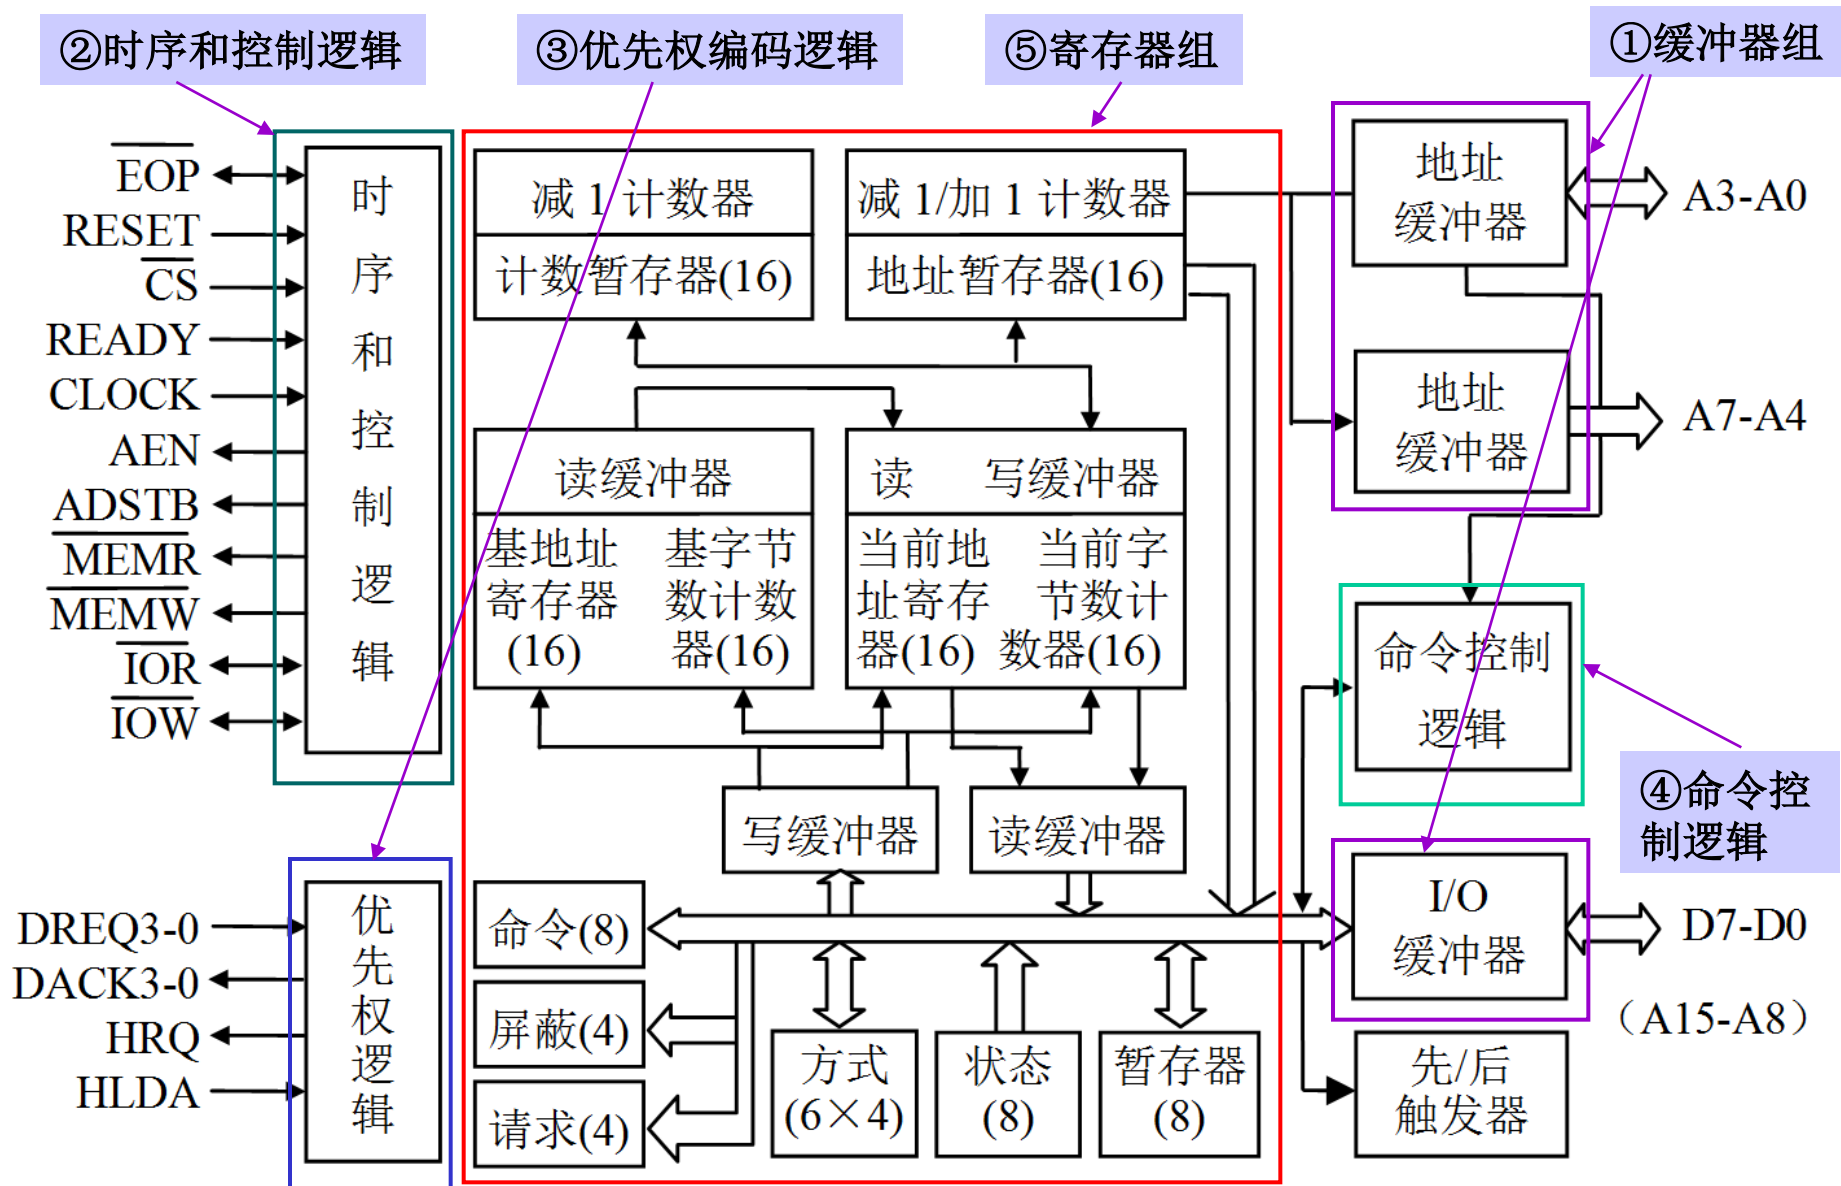 ②时序和控制逻辑
③优先权编码逻辑
⑤寄存器组
①缓冲器组
EOP
RESET
CS
READY
CLOCK
AEN
ADSTB
MEMR
MEMW
IOR
IOW
时
序
和
控
制
逻
辑
减 1 计数器
计数暂存器(16)
减 1/加 1 计数器
地址暂存器(16)
地址
缓冲器
A3-A0
地址
缓冲器
A7-A4
读缓冲器
基地址
寄存器
(16)
基字节
数计数
器(16)
读 写缓冲器
当前地
址寄存
器(16)
当前字
节数计
数器(16)
命令控制
逻辑
④命令控
制逻辑
写缓冲器
读缓冲器
DREQ3-0
DACK3-0
HRQ
HLDA
优
先
权
逻
辑
命令(8)
屏蔽(4)
请求(4)
方式
(6×4)
状态
(8)
暂存器
(8)
I/O
缓冲器
D7-D0
（A15-A8）
先/后
触发器